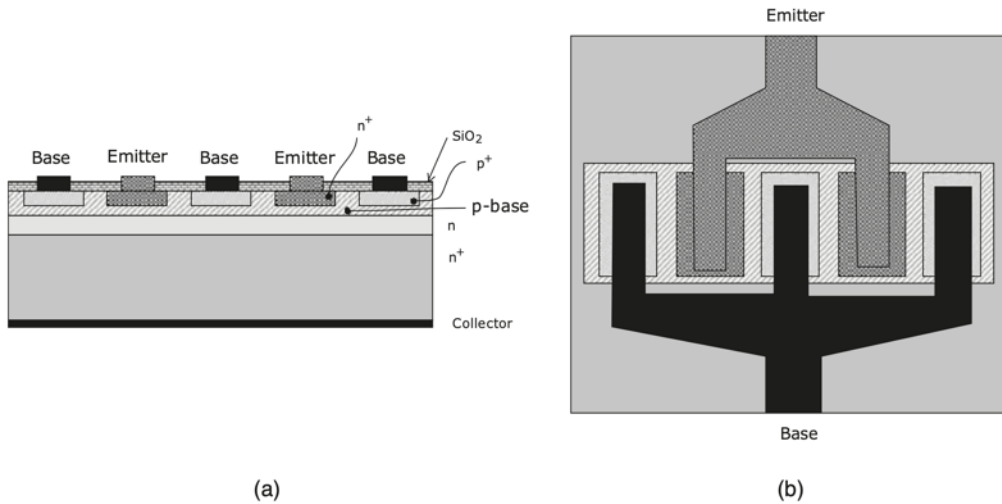 Emitter
n+
SiO2
Base Emitter Base Emitter Base
p+
p-base
n
n+
Collector
Base
(a)
(b)